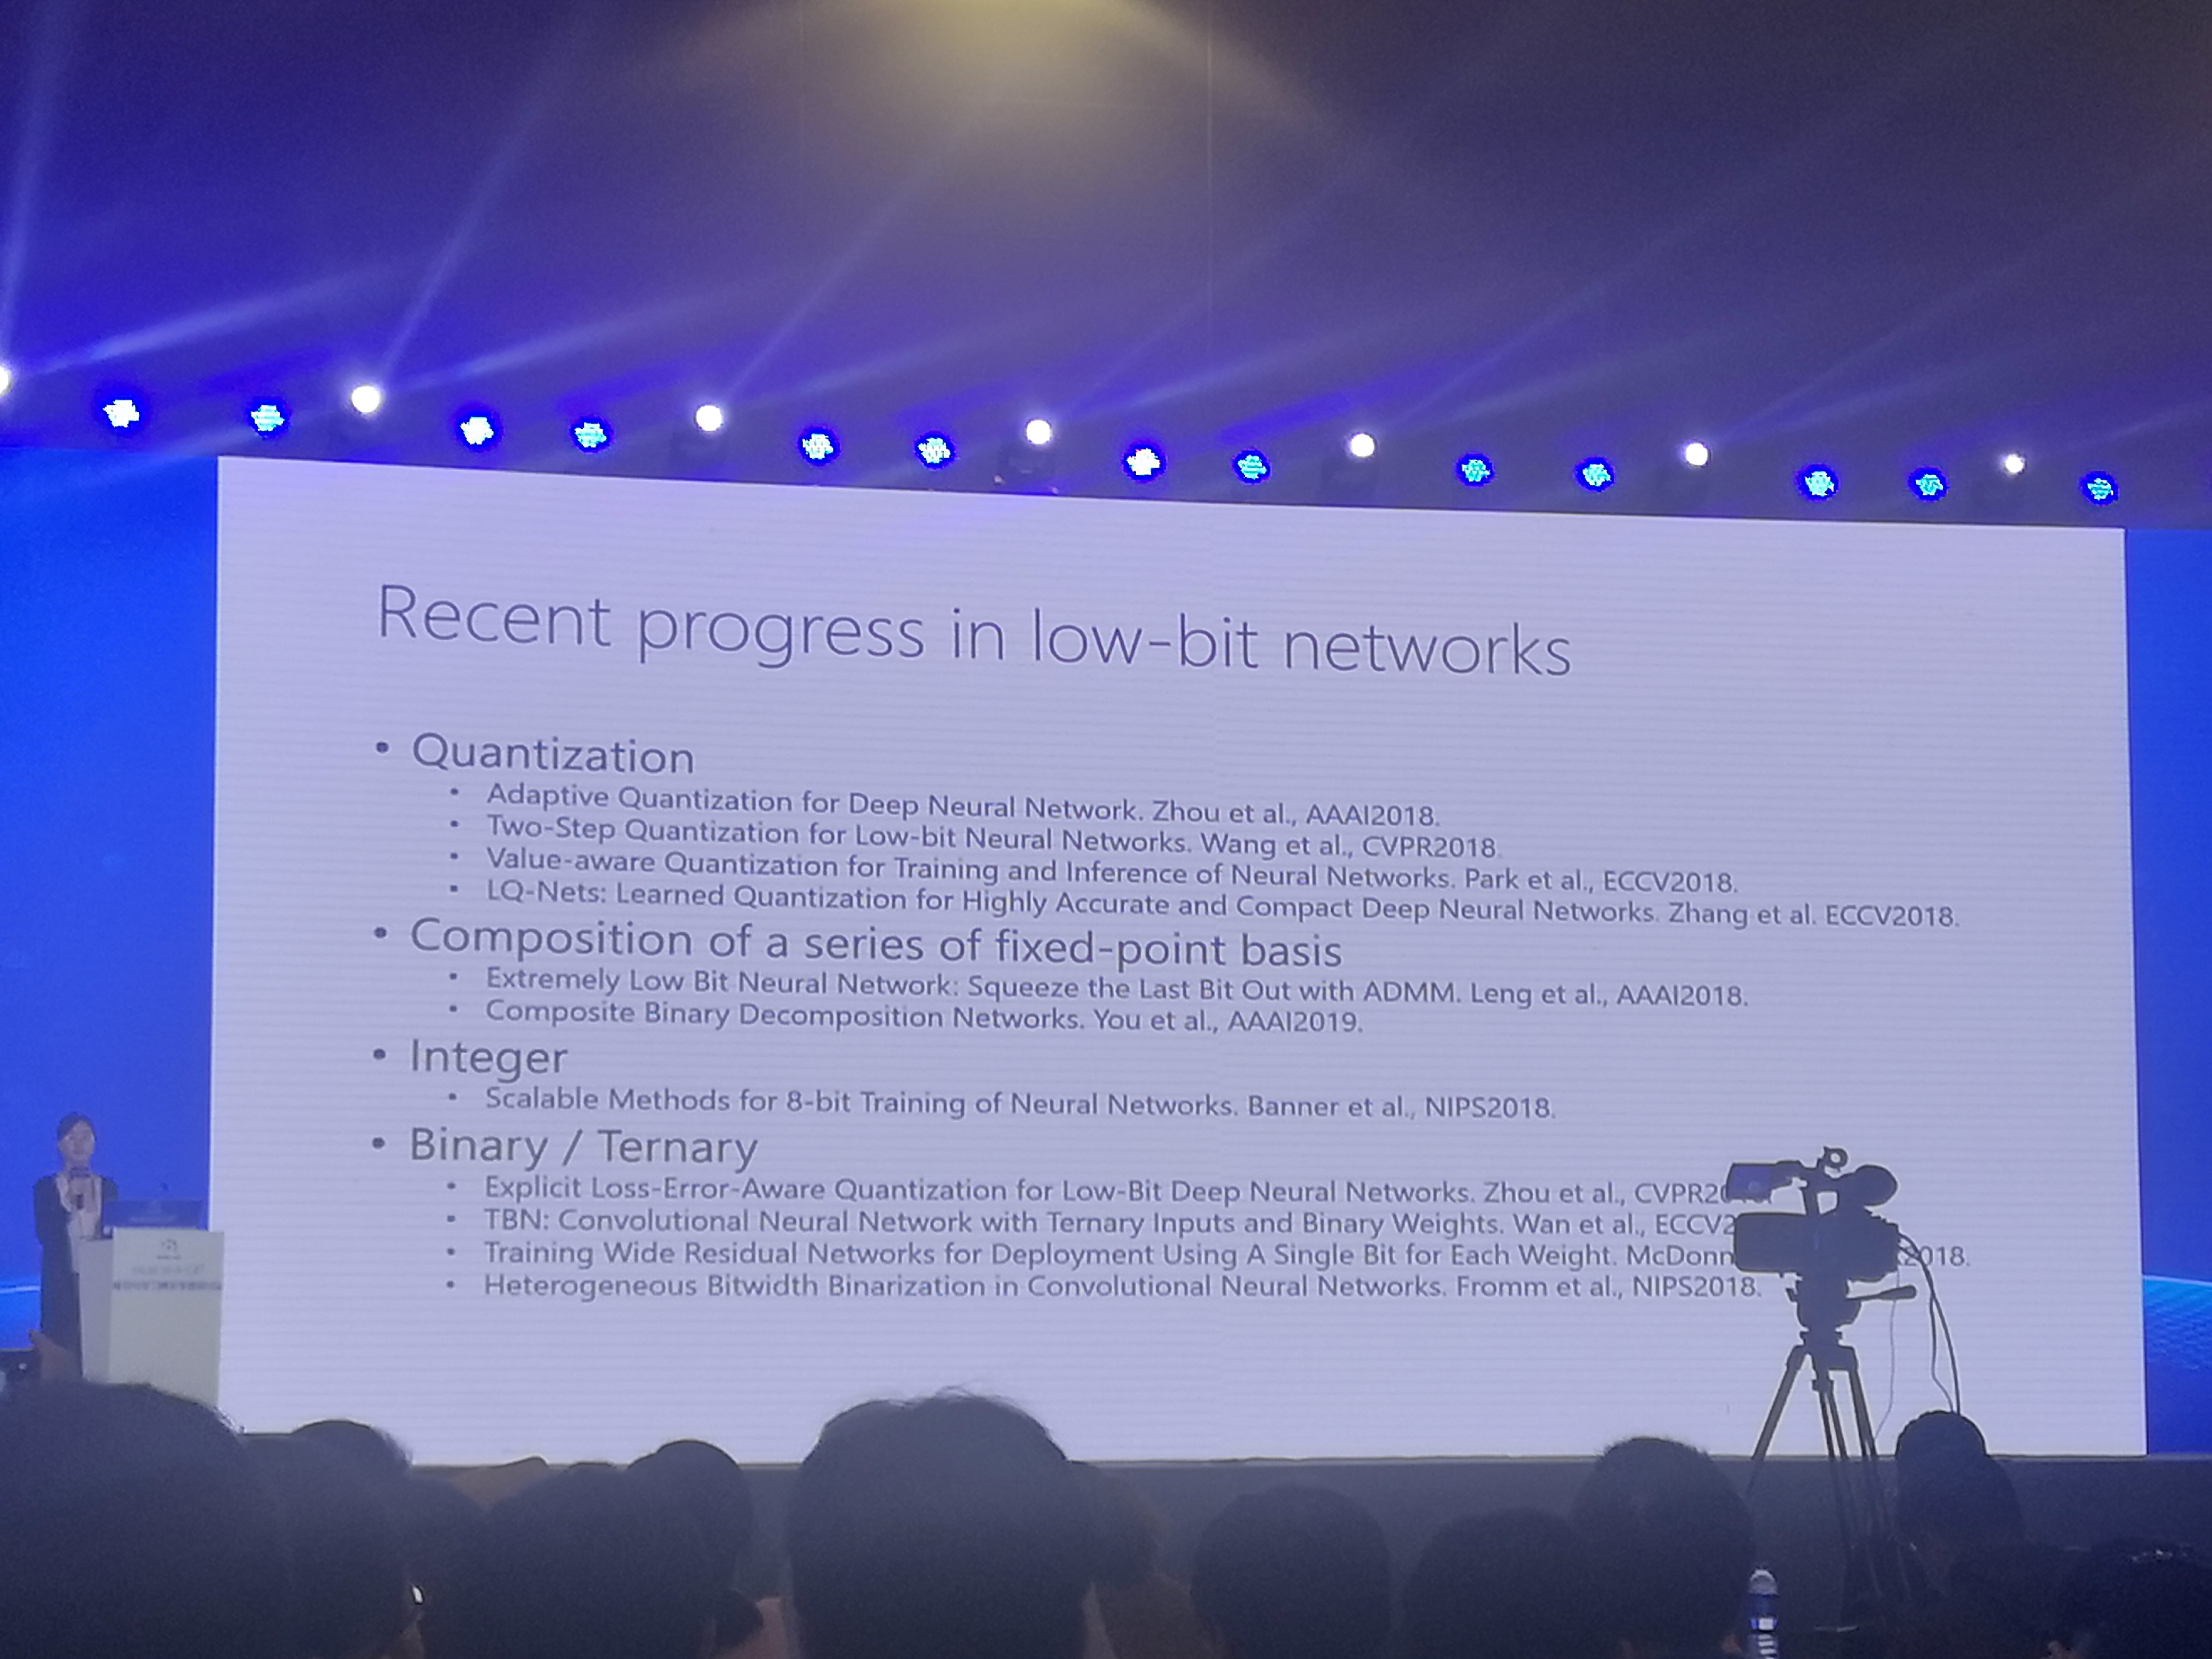 Recent progress in low-bit networks
• Quantization
• Adaptive Quantization for Deep Neural Network. Zhou et al., AAAI2018.
• Two-Step Quantization for Low-bit Neural Networks. Wang et al., CVPR2018.
• Value-aware Quantization for Training and Inference of Neural Networks. Park et al., ECCV2018.
• LQ-Nets: Learned Quantization for Highly Accurate and Compact Deep Neural Networks. Zhang et al. ECCV2018.
• Composition of a series of fixed-point basis
• Extremely Low Bit Neural Network: Squeeze the Last Bit Out with ADMM. Leng et al., AAAI2018.
• Composite Binary Decomposition Networks. You et al., AAAI2019.
• Integer
• Scalable Methods for 8-bit Training of Neural Networks. Banner et al., NIPS2018.
• Binary / Ternary
• Explicit Loss-Error-Aware Quantization for Low-Bit Deep Neural Networks. Zhou et al.,
• TBN: Convolutional Neural Network with Ternary Inputs and Binary Weights. Wan et al.,
• Training Wide Residual Networks for Deployment Using A Single Bit for Each Weight. 2018.
• Heterogeneous Bitwidth Binarization in Convolutional Neural Networks. Fromm et al., NIPS2018.